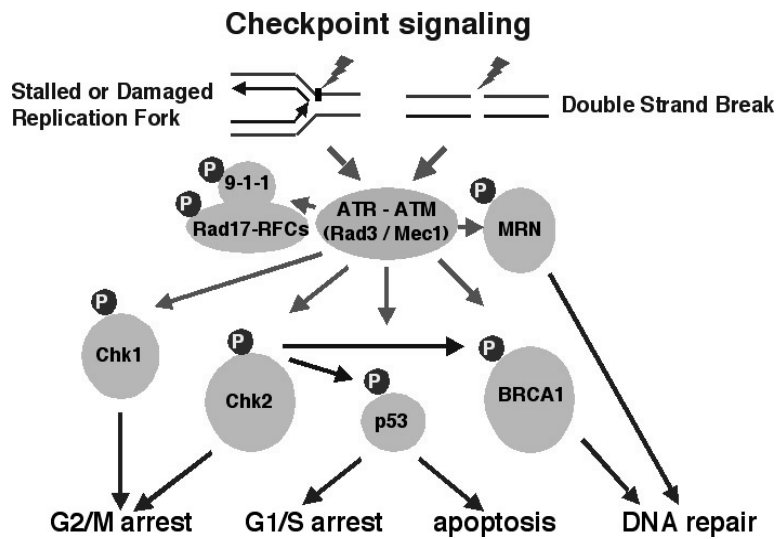 Checkpoint signaling
Stalled or Damaged
Replication Fork
Double Strand Break
P
9-1-1
P
Rad17-RFCs
ATR - ATM
(Rad3 / Mec1)
P
MRN
P
Chk1
P
Chk2
P
p53
P
BRCA1
G2/M arrest
G1/S arrest
apoptosis
DNA repair